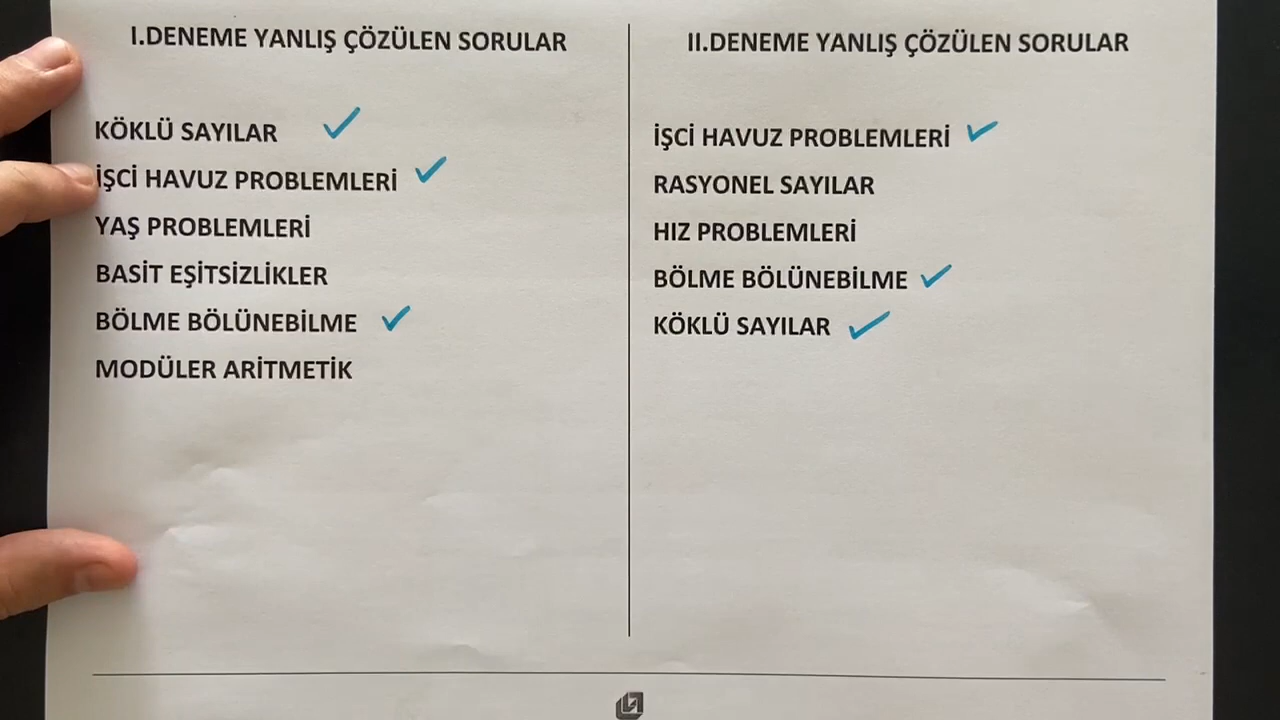 I.DENEME YANLIŞ ÇÖZÜLEN SORULAR
KÖKLÜ SAYILAR
İŞCİ HAVUZ PROBLEMLERİ
YAŞ PROBLEMLERİ
BASİT EŞİTSİZLİKLER
BÖLME BÖLÜNEBİLME
MODÜLER ARİTMETİK
II.DENEME YANLIŞ ÇÖZÜLEN SORULAR
İŞCİ HAVUZ PROBLEMLERİ
RASYONEL SAYILAR
HIZ PROBLEMLERİ
BÖLME BÖLÜNEBİLME
KÖKLÜ SAYILAR